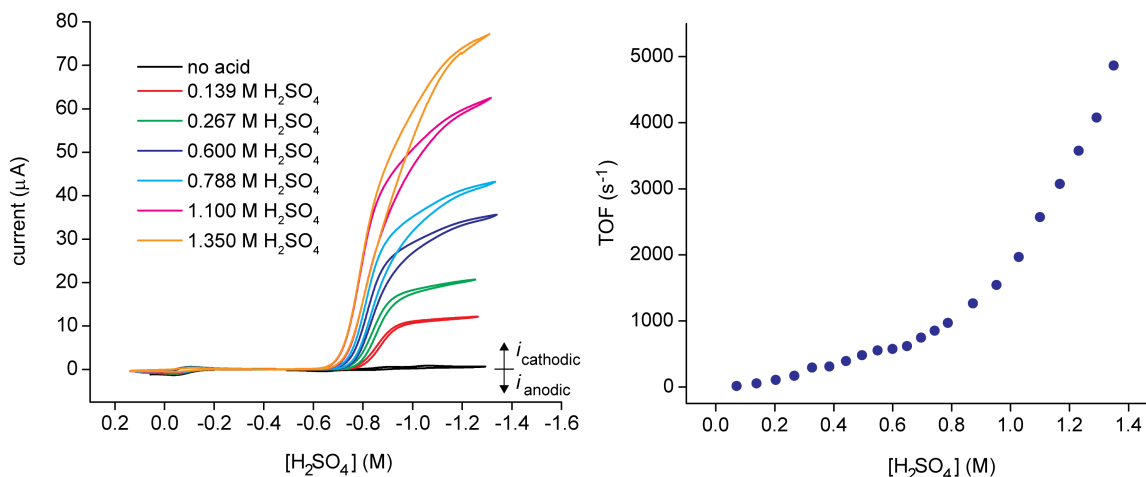 80
70
60
50
40
30
20
10
0
current (μA)
no acid
0.139 M H₂SO₄
0.267 M H₂SO₄
0.600 M H₂SO₄
0.788 M H₂SO₄
1.100 M H₂SO₄
1.350 M H₂SO₄
i cathodic
i anodic
0.2 0.0 -0.2 -0.4 -0.6 -0.8 -1.0 -1.2 -1.4 -1.6
[H₂SO₄] (M)
5000
4000
3000
2000
1000
0
TOF (s⁻¹)
0.0 0.2 0.4 0.6 0.8 1.0 1.2 1.4
[H₂SO₄] (M)